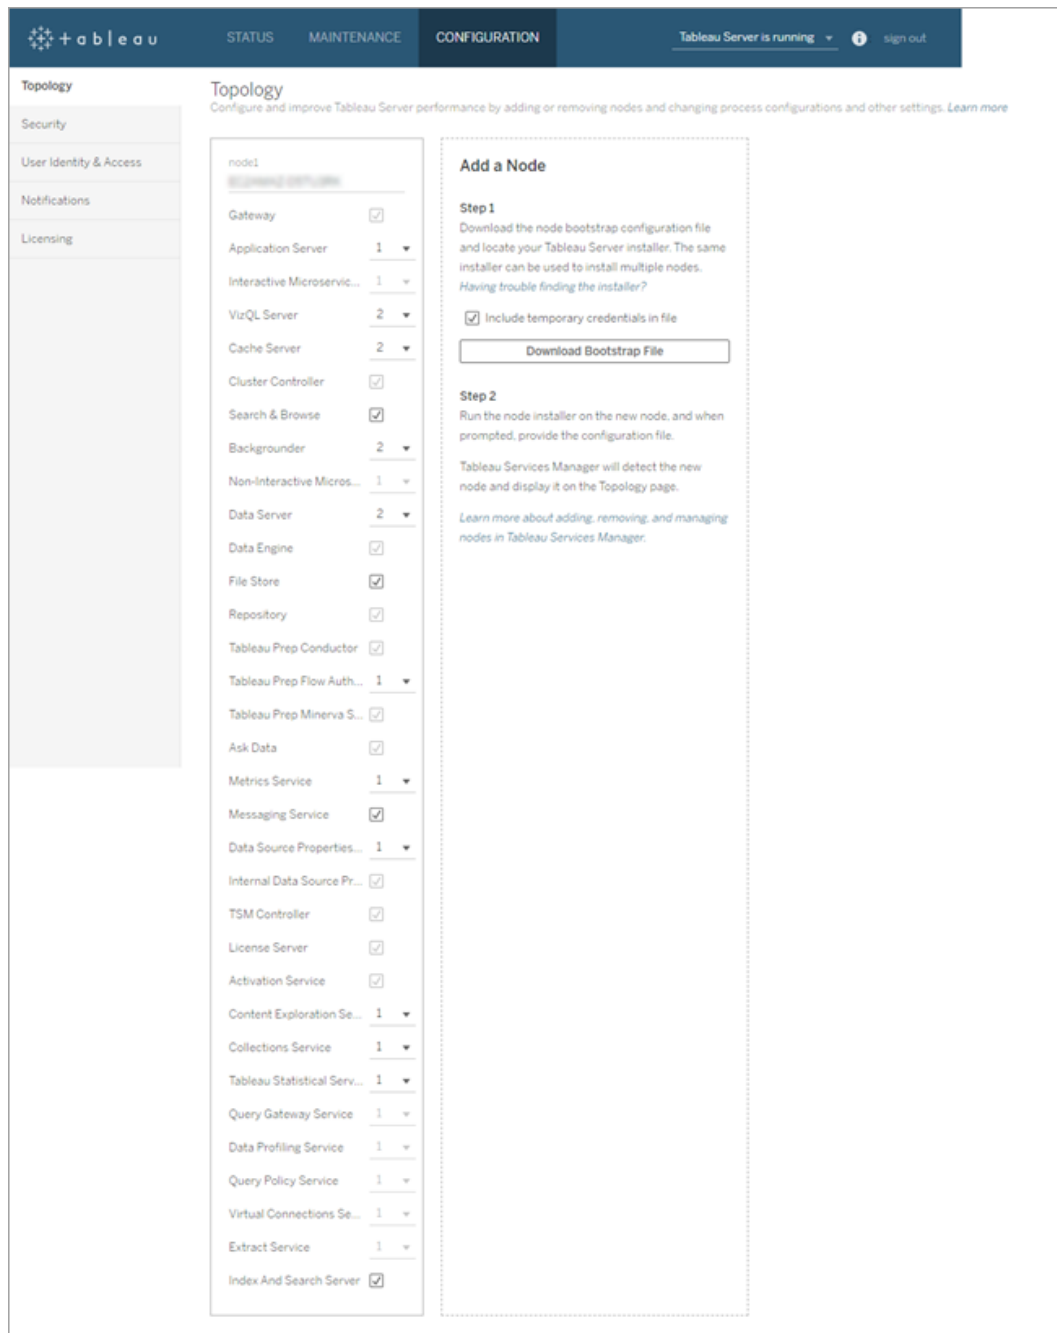 +ableau
STATUS MAINTENANCE CONFIGURATION Tableau Server is running sign out
Topology
Security
User Identity & Access
Notifications
Licensing
Topology
Configure and improve Tableau Server performance by adding or removing nodes and changing process configurations and other settings. Learn more
node1
Gateway
Application Server 1
Interactive Microservic... 1
VizQL Server 2
Cache Server 2
Cluster Controller
Search & Browse
Backgrounder 2
Non-Interactive Micros... 1
Data Server 2
Data Engine
File Store
Repository
Tableau Prep Conductor
Tableau Prep Flow Auth... 1
Tableau Prep Minerva S...
Ask Data
Metrics Service 1
Messaging Service
Data Source Properties... 1
Internal Data Source Pr...
TSM Controller
License Server
Activation Service
Content Exploration Se... 1
Collections Service 1
Tableau Statistical Serv... 1
Query Gateway Service 1
Data Profiling Service 1
Query Policy Service 1
Virtual Connections Se... 1
Extract Service 1
Index And Search Server
Add a Node
Step 1
Download the node bootstrap configuration file
and locate your Tableau Server installer. The same
installer can be used to install multiple nodes.
Having trouble finding the installer?
Include temporary credentials in file
Download Bootstrap File
Step 2
Run the node installer on the new node, and when
prompted, provide the configuration file.
Tableau Services Manager will detect the new
node and display it on the Topology page.
Learn more about adding, removing, and managing
nodes in Tableau Services Manager.